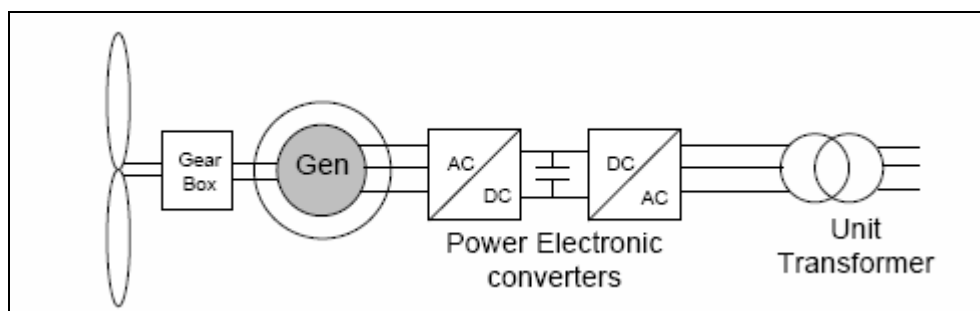 Gear
Box
Gen
AC
DC
DC
AC
Power Electronic
converters
Unit
Transformer